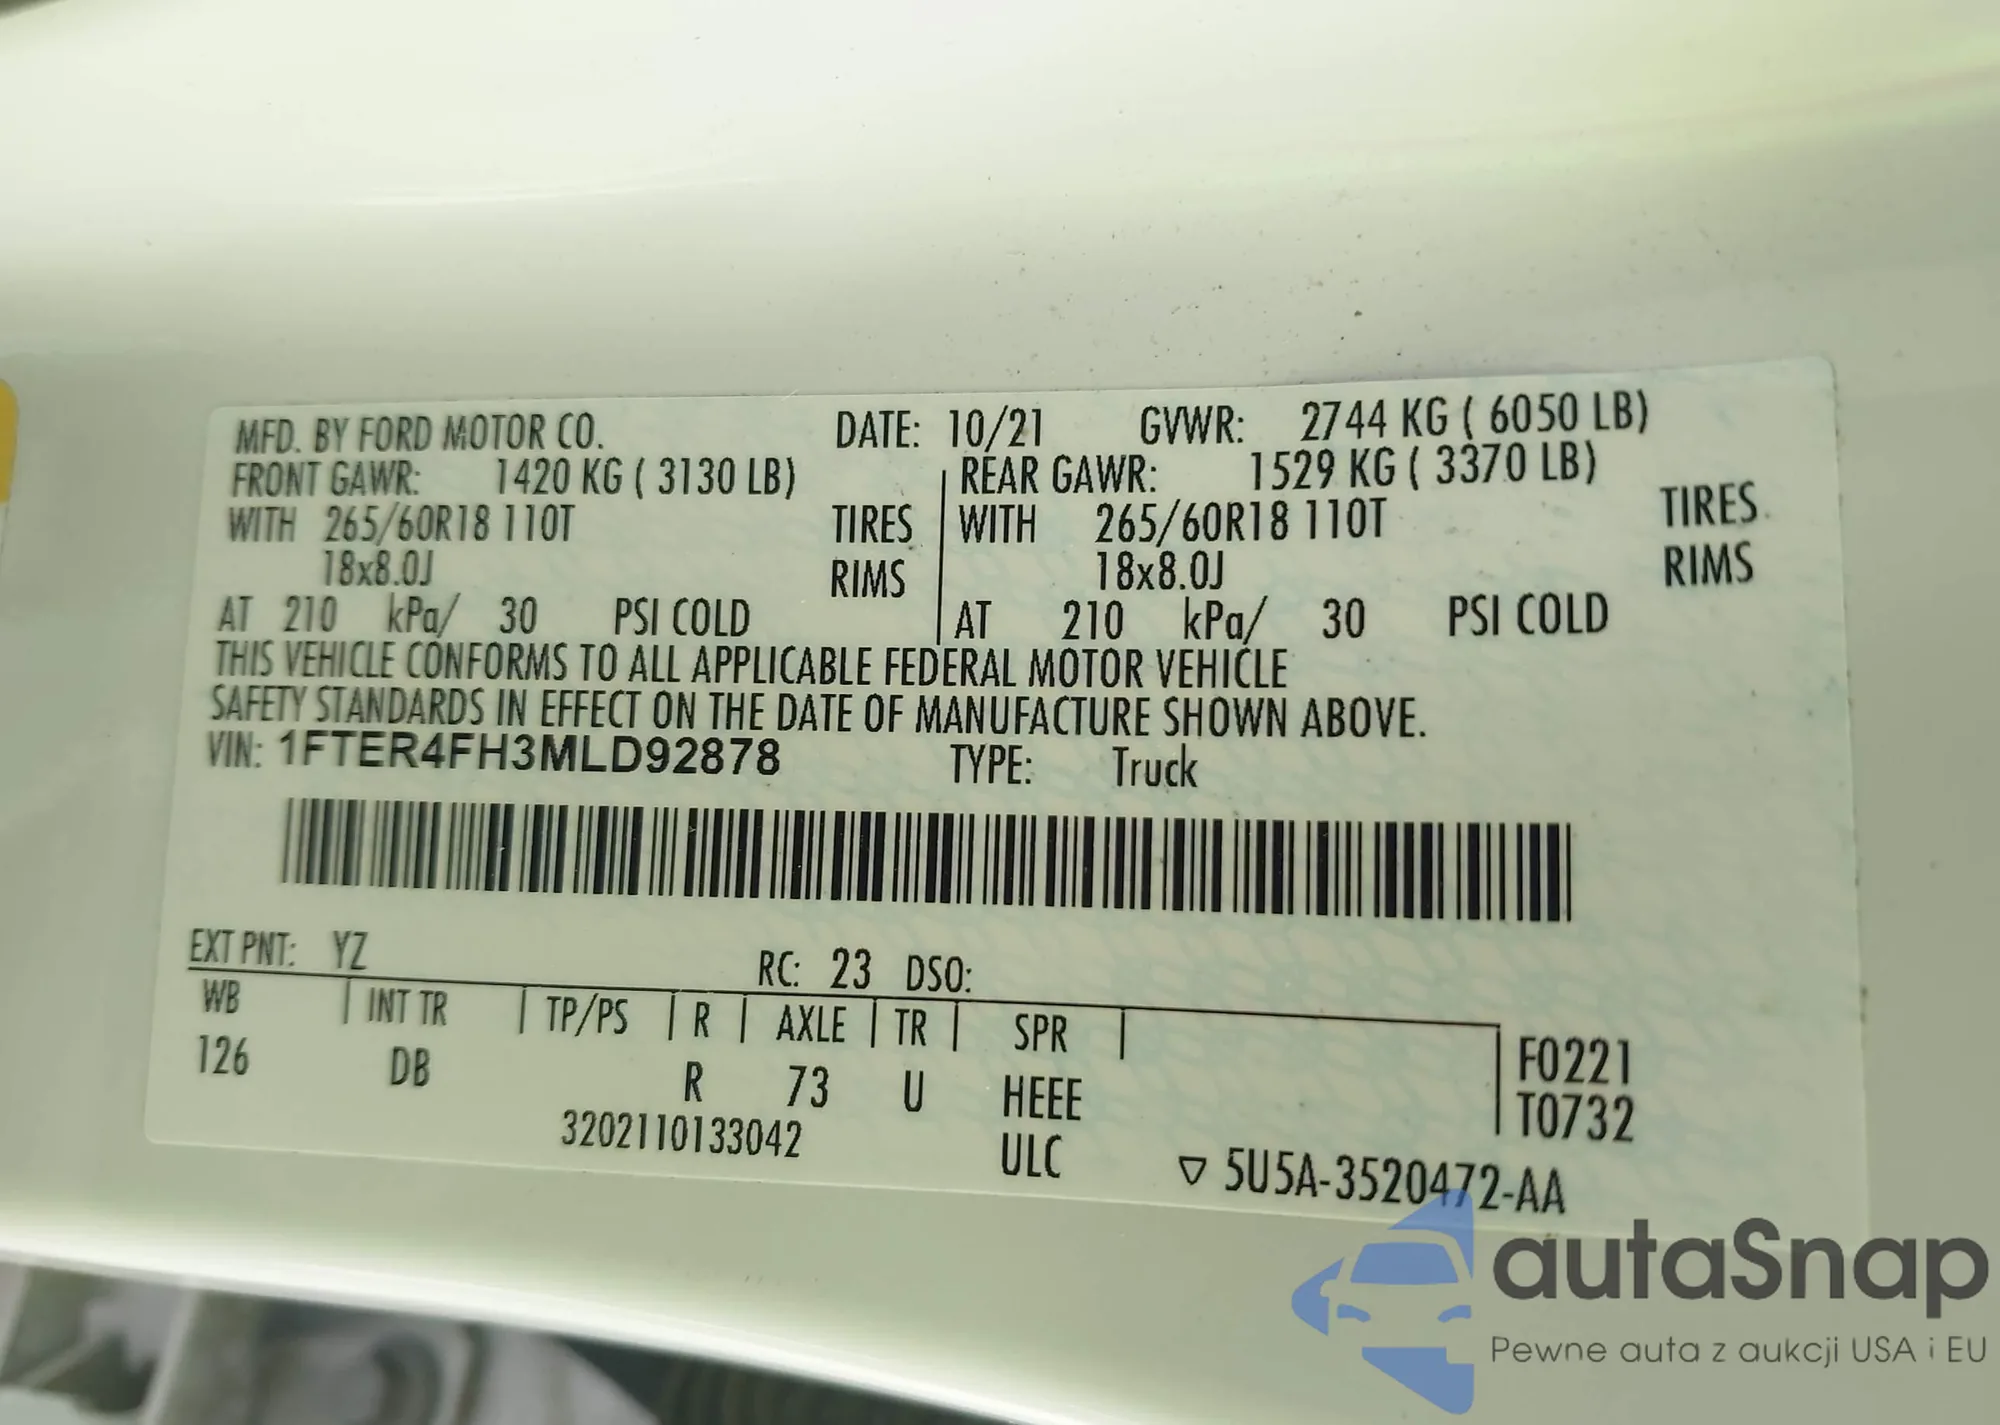 MFD. BY FORD MOTOR CO. DATE: 10/21 GVWR: 2744 KG ( 6050 LB)
FRONT GAWR: 1420 KG ( 3130 LB) REAR GAWR: 1529 KG ( 3370 LB)
WITH 265/60R18 110T TIRES WITH 265/60R18 110T TIRES
18x8.0J RIMS 18x8.0J RIMS
AT 210 kPa/ 30 PSI COLD AT 210 kPa/ 30 PSI COLD
THIS VEHICLE CONFORMS TO ALL APPLICABLE FEDERAL MOTOR VEHICLE
SAFETY STANDARDS IN EFFECT ON THE DATE OF MANUFACTURE SHOWN ABOVE.
VIN: 1FTER4FH3MLD92878 TYPE: Truck
EXT PNT: YZ RC: 23 DSO:
WB INT TR TP/PS R AXLE TR SPR F0221
126 DB R 73 U HEEE T0732
3202110133042 ULC ▽ 5U5A-3520472-AA
autaSnap
Pewne auta z aukcji USA i EU